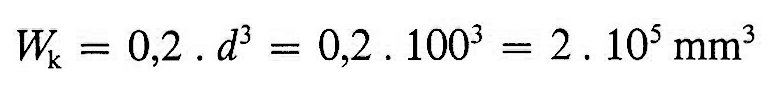 Wₖ = 0,2 . d³ = 0,2 . 100³ = 2 . 10⁵ mm³